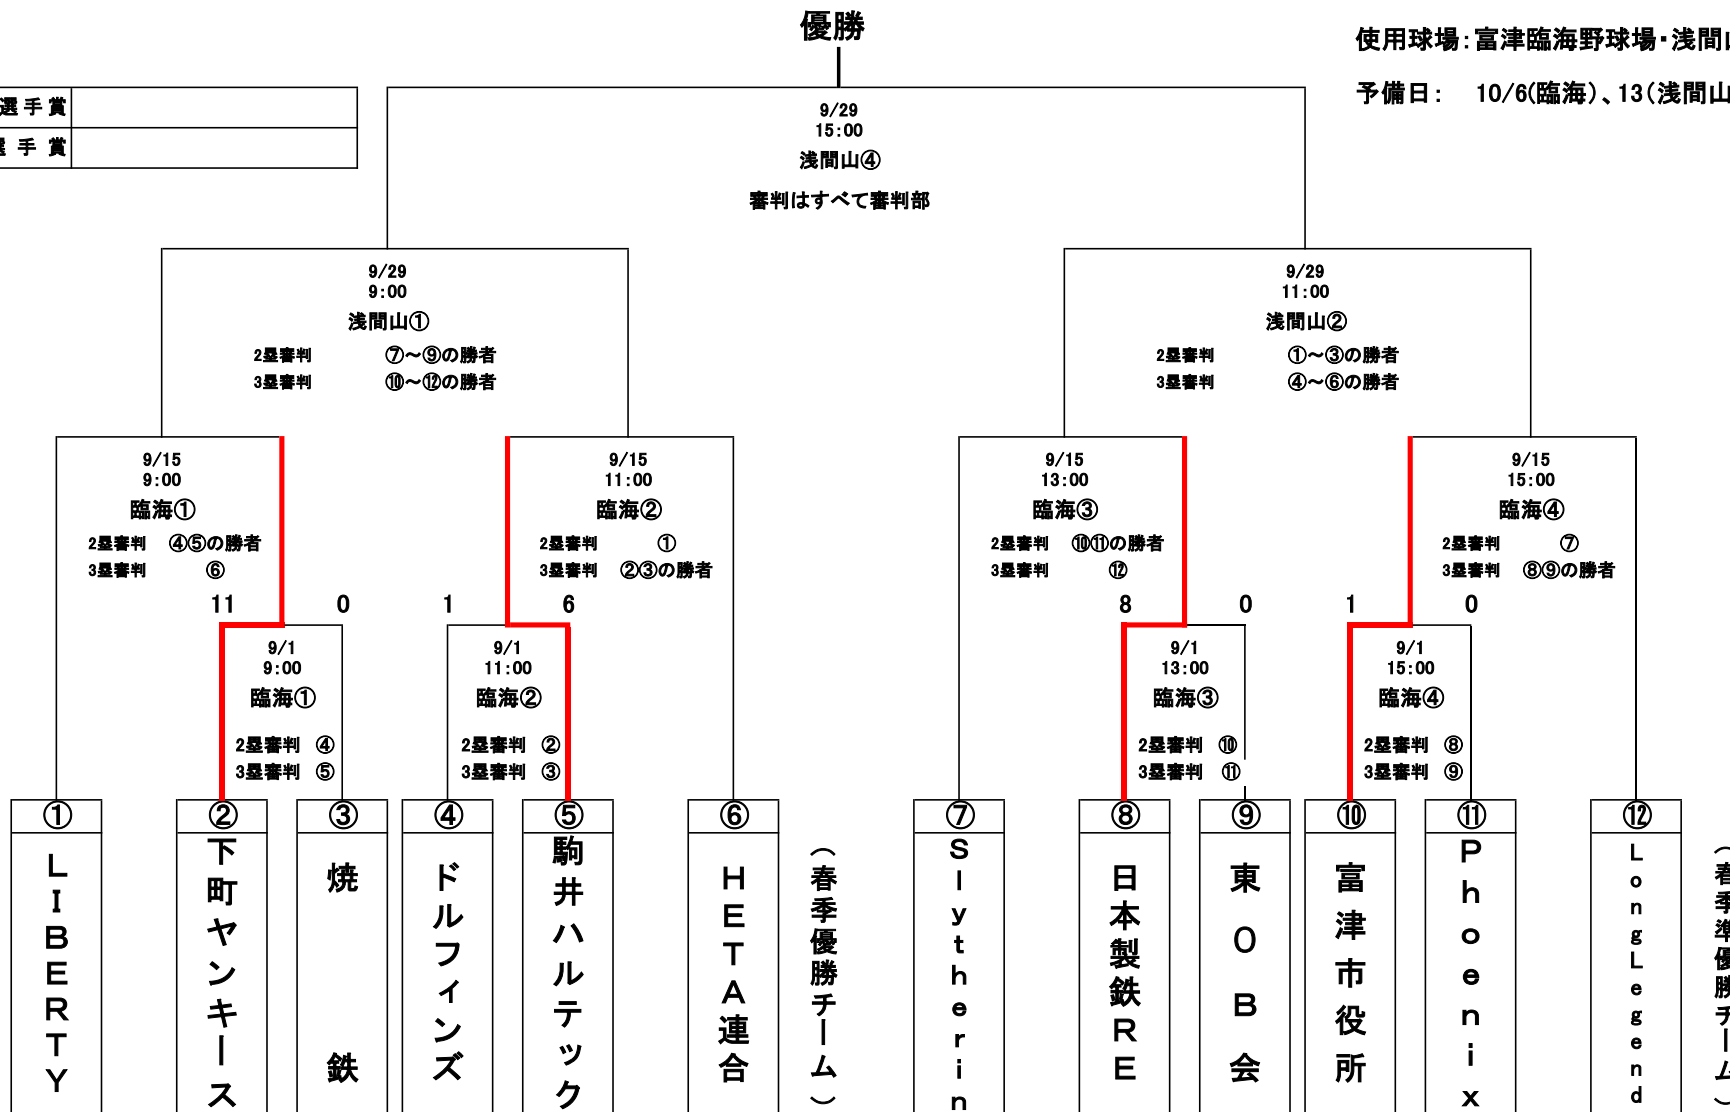 優勝
使用球場：富津臨海野球場・浅間
予備日： 10/6(臨海)、13(浅間山
選手賞
選手賞
9/29
15:00
浅間山④
審判はすべて審判部
9/29
9:00
浅間山①
2塁審判 ⑦～⑨の勝者
3塁審判 ⑩～⑫の勝者
9/29
11:00
浅間山②
2塁審判 ①～③の勝者
3塁審判 ④～⑥の勝者
9/15
9:00
臨海①
2塁審判 ④⑤の勝者
3塁審判 ⑥
9/15
11:00
臨海②
2塁審判 ①
3塁審判 ②③の勝者
9/15
13:00
臨海③
2塁審判 ⑩⑪の勝者
3塁審判 ⑫
9/15
15:00
臨海④
2塁審判 ⑦
3塁審判 ⑧⑨の勝者
11 0 1 6 8 0 1 0
9/1
9:00
臨海①
2塁審判 ④
3塁審判 ⑤
9/1
11:00
臨海②
2塁審判 ②
3塁審判 ③
9/1
13:00
臨海③
2塁審判 ⑩
3塁審判 ⑪
9/1
15:00
臨海④
2塁審判 ⑧
3塁審判 ⑨
① LIBERTY
② 下町ヤンキース
③ 焼鉄
④ ドルフィンズ
⑤ 駒井ハルテック
⑥ HETA連合
（春季優勝チーム）
⑦ Slytherin
⑧ 日本製鉄RE
⑨ 東OB会
⑩ 富津市役所
⑪ Phoenix
⑫ LongLegend
（春季準優勝チーム）